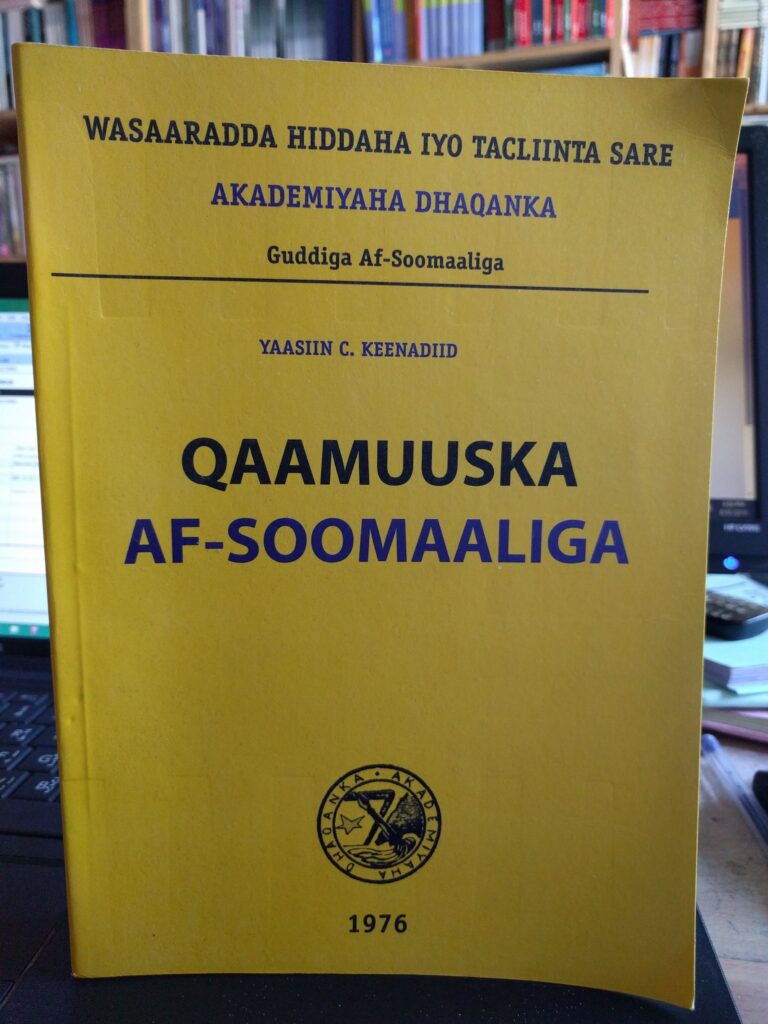 WASAARADDA HIDDAHA IYO TACLIINTA SARE
AKADEMIYAHA DHAQANKA
Guddiga Af-Soomaaliga
YAASIIN C. KEENADIID
QAAMUUSKA
AF-SOOMAALIGA
AKADEMIYAHA DHAQANKA
1976